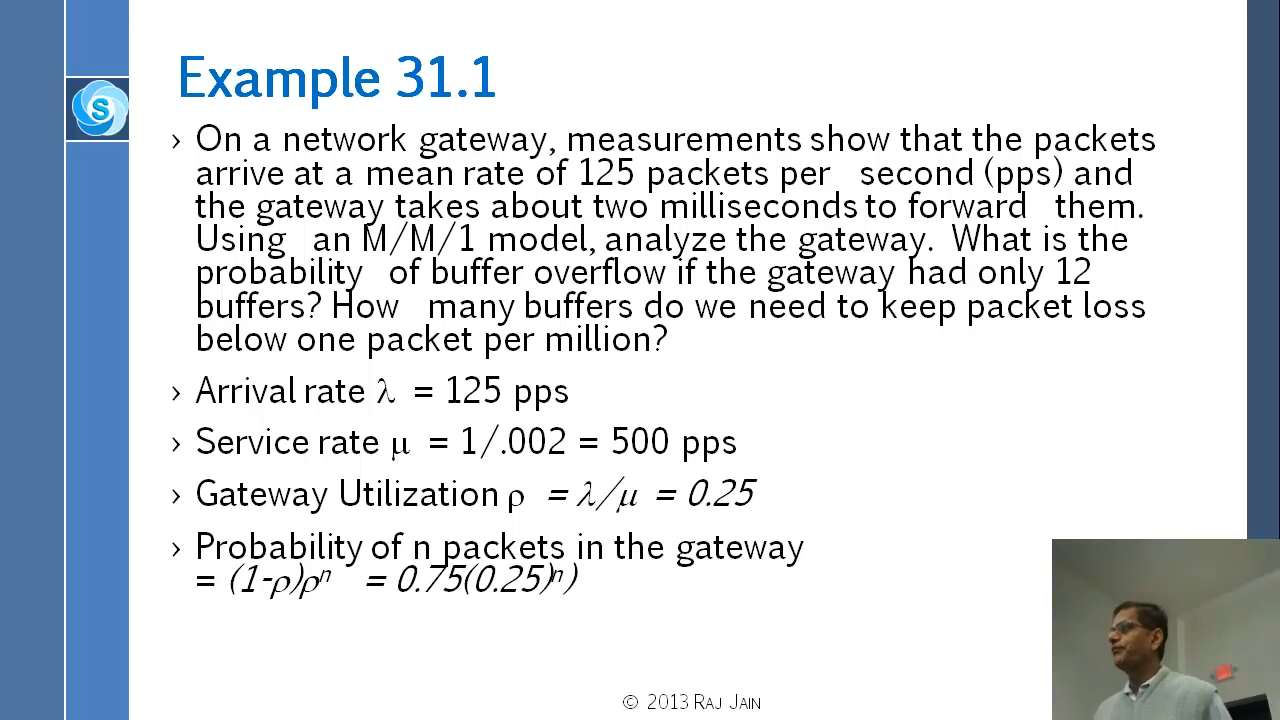 Example 31.1
S
› On a network gateway, measurements show that the packets
arrive at a mean rate of 125 packets per second (pps) and
the gateway takes about two milliseconds to forward them.
Using an M/M/1 model, analyze the gateway. What is the
probability of buffer overflow if the gateway had only 12
buffers? How many buffers do we need to keep packet loss
below one packet per million?
› Arrival rate λ = 125 pps
› Service rate μ = 1/.002 = 500 pps
› Gateway Utilization ρ = λ/μ = 0.25
› Probability of n packets in the gateway
= (1-ρ)ρⁿ = 0.75(0.25)ⁿ)
© 2013 RAJ JAIN